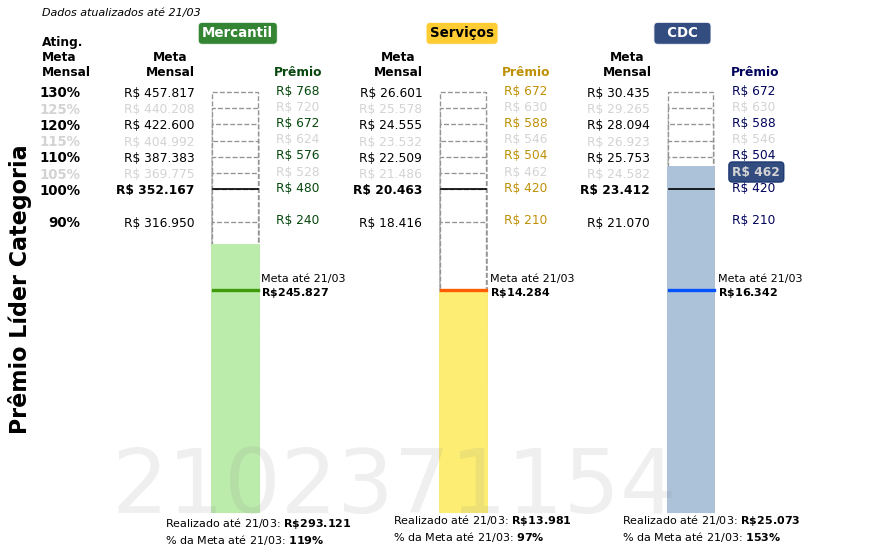 Dados atualizados até 21/03
Mercantil Serviços CDC
Ating.
Meta Meta Meta Meta
Mensal Mensal Prêmio Mensal Prêmio Mensal Prêmio
130% R$ 457.817 R$ 768 R$ 26.601 R$ 672 R$ 30.435 R$ 672
125% R$ 440.208 R$ 720 R$ 25.578 R$ 630 R$ 29.265 R$ 630
120% R$ 422.600 R$ 672 R$ 24.555 R$ 588 R$ 28.094 R$ 588
115% R$ 404.992 R$ 624 R$ 23.532 R$ 546 R$ 26.923 R$ 546
110% R$ 387.383 R$ 576 R$ 22.509 R$ 504 R$ 25.753 R$ 504
105% R$ 369.775 R$ 528 R$ 21.486 R$ 462 R$ 24.582 R$ 462
100% R$ 352.167 R$ 480 R$ 20.463 R$ 420 R$ 23.412 R$ 420
90% R$ 316.950 R$ 240 R$ 18.416 R$ 210 R$ 21.070 R$ 210
Prêmio Líder Categoria
Meta até 21/03 Meta até 21/03 Meta até 21/03
R$245.827 R$14.284 R$16.342
2102371154
Realizado até 21/03: R$293.121 Realizado até 21/03: R$13.981 Realizado até 21/03: R$25.073
% da Meta até 21/03: 119% % da Meta até 21/03: 97% % da Meta até 21/03: 153%